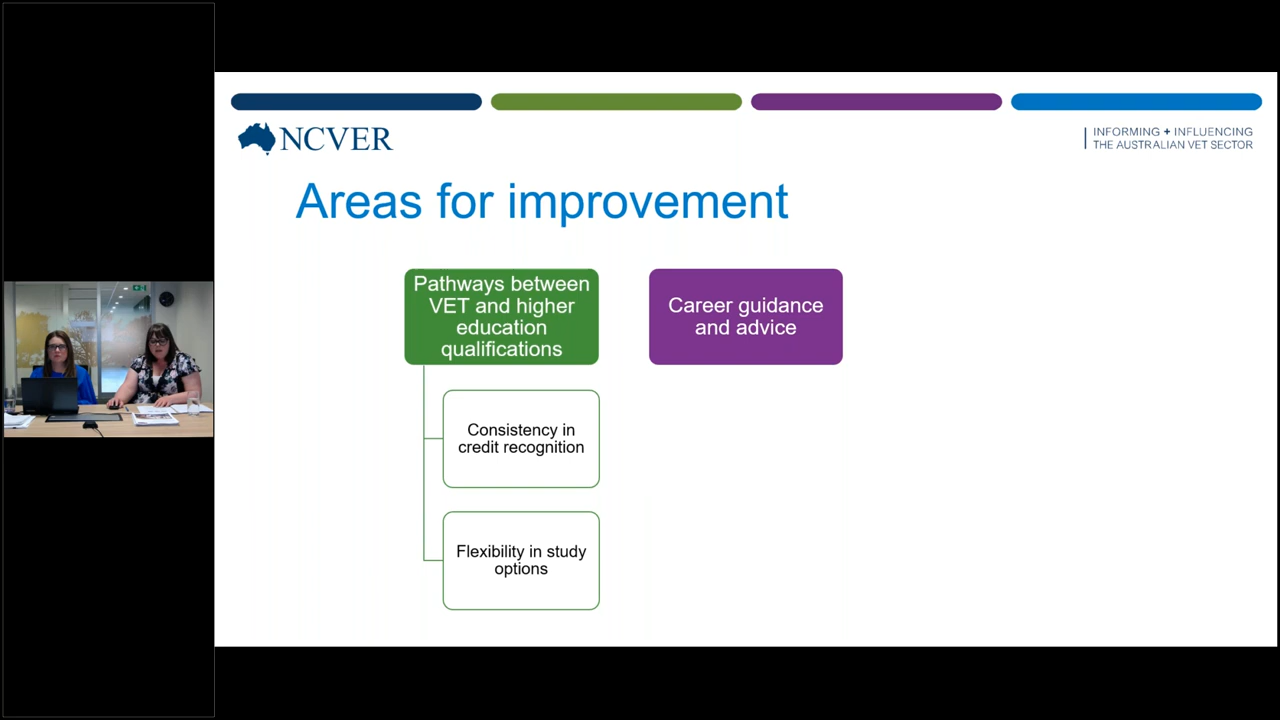 NCVER
INFORMING + INFLUENCING
THE AUSTRALIAN VET SECTOR
Areas for improvement
Pathways between
VET and higher
education
qualifications
Career guidance
and advice
Consistency in
credit recognition
Flexibility in study
options